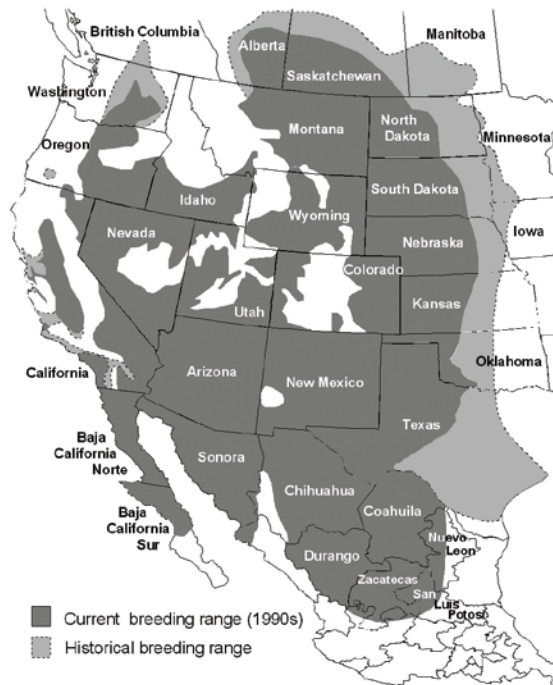 British Columbia
Alberta
Manitoba
Saskatchewan
Washington
Montana
North
Dakota
Minnesota
Oregon
Idaho
South Dakota
Wyoming
Iowa
Nevada
Nebraska
Colorado
Utah
Kansas
Oklahoma
California
Arizona
New Mexico
Texas
Baja
California
Norte
Sonora
Chihuahua
Coahuila
Baja
California
Sur
Nuevo
Leon
Durango
Zacatecas
San
Luis
Potosí
Current breeding range (1990s)
Historical breeding range